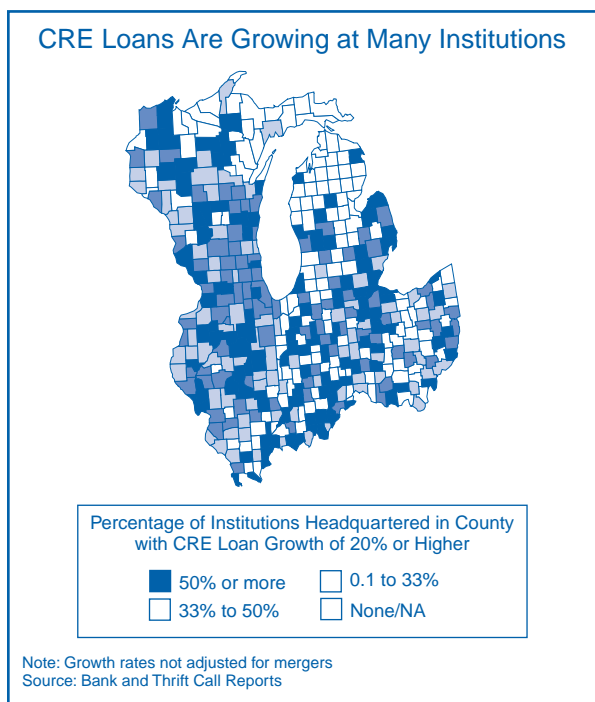 CRE Loans Are Growing at Many Institutions
Percentage of Institutions Headquartered in County
with CRE Loan Growth of 20% or Higher
50% or more
0.1 to 33%
33% to 50%
None/NA
Note: Growth rates not adjusted for mergers
Source: Bank and Thrift Call Reports